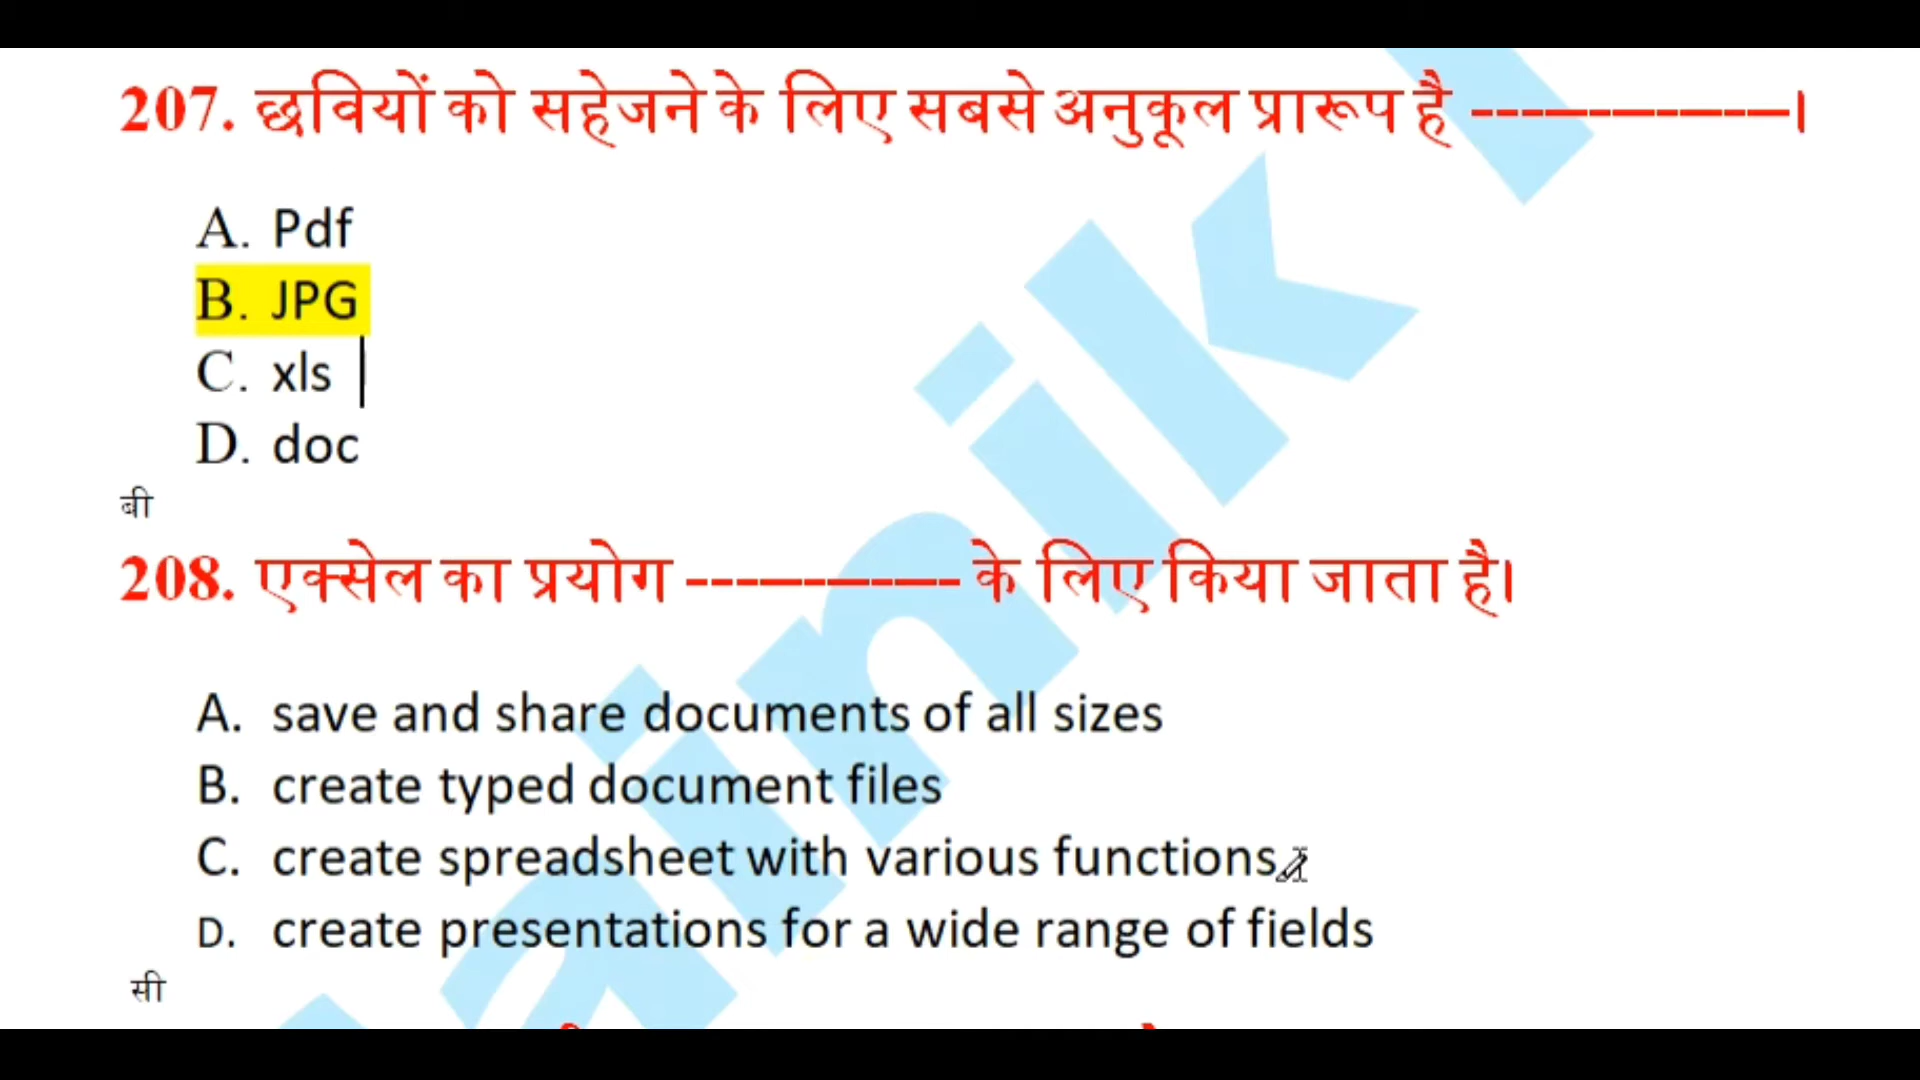 207. छवियों को सहेजने के लिए सबसे अनुकूल प्रारूप है ---------------।
A. Pdf
B. JPG
C. xls
D. doc
बी
208. एक्सेल का प्रयोग ------------ के लिए किया जाता है।
A. save and share documents of all sizes
B. create typed document files
C. create spreadsheet with various functions
D. create presentations for a wide range of fields
सी